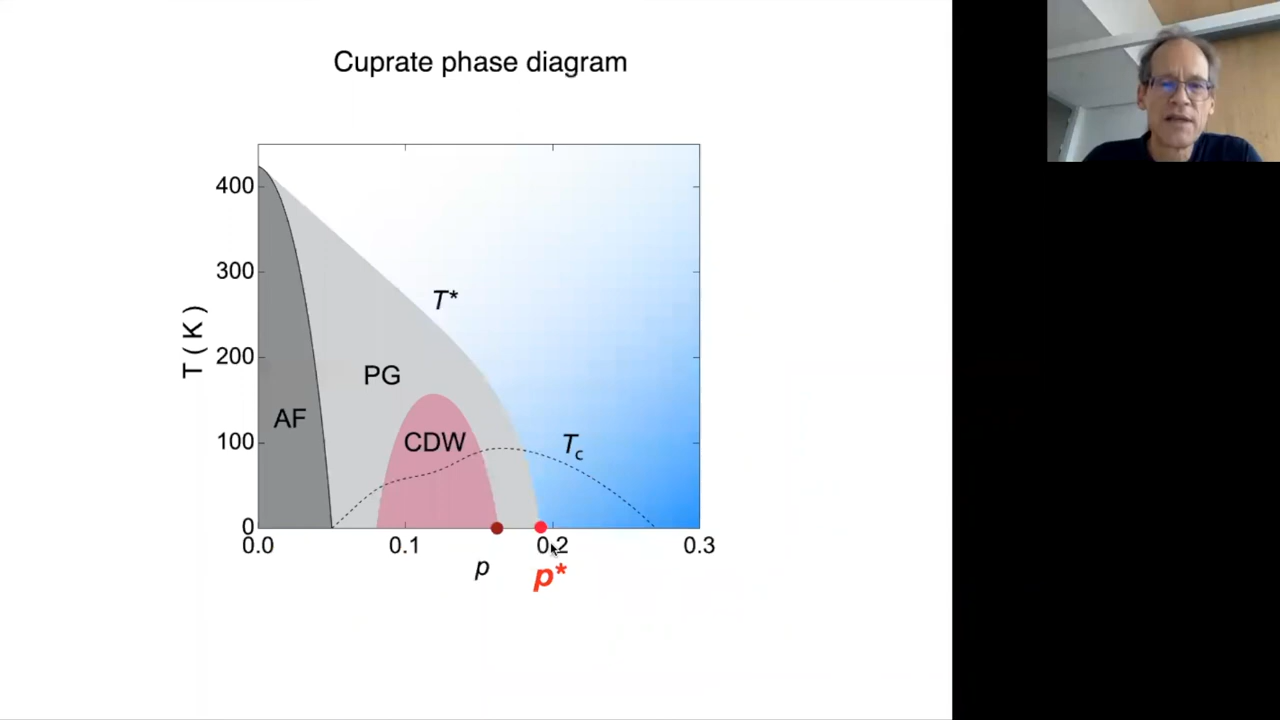 Cuprate phase diagram
400
300
200
100
0
T ( K )
T*
PG
AF
CDW
Tc
0.0
0.1
0.2
0.3
p
p*